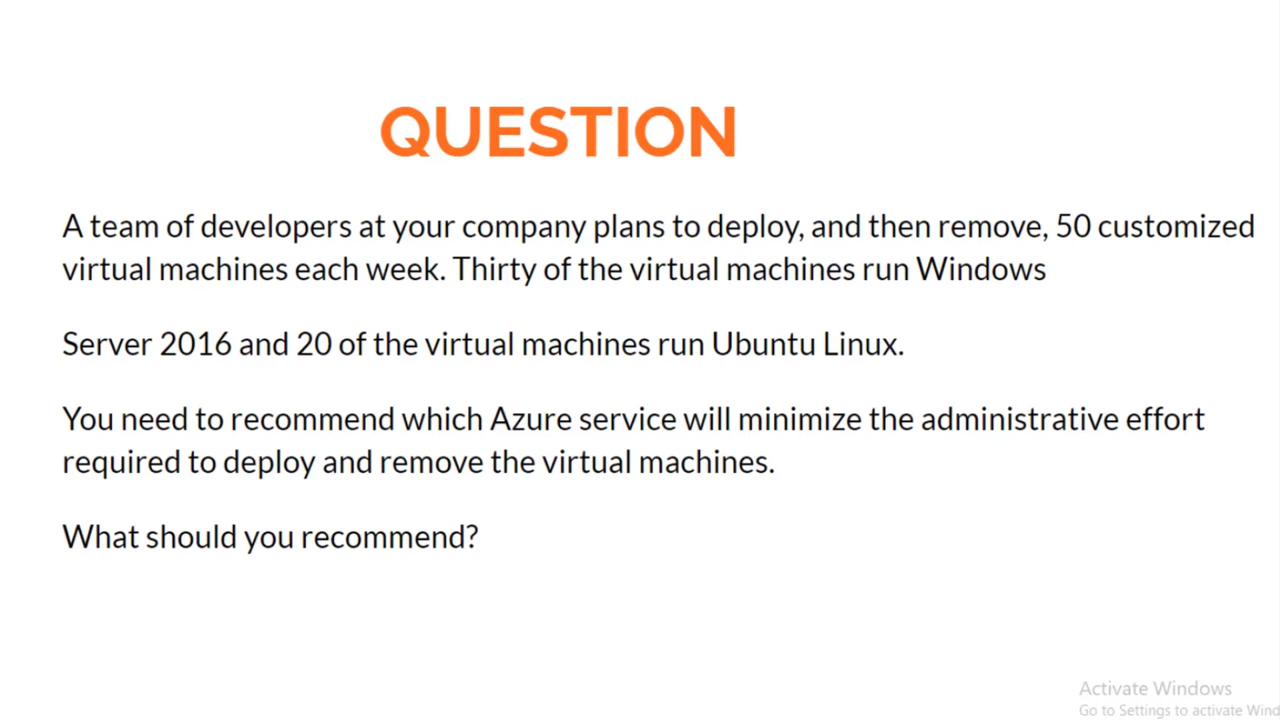 QUESTION
A team of developers at your company plans to deploy, and then remove, 50 customized
virtual machines each week. Thirty of the virtual machines run Windows
Server 2016 and 20 of the virtual machines run Ubuntu Linux.
You need to recommend which Azure service will minimize the administrative effort
required to deploy and remove the virtual machines.
What should you recommend?
Activate Windows
Go to Settings to activate Wind